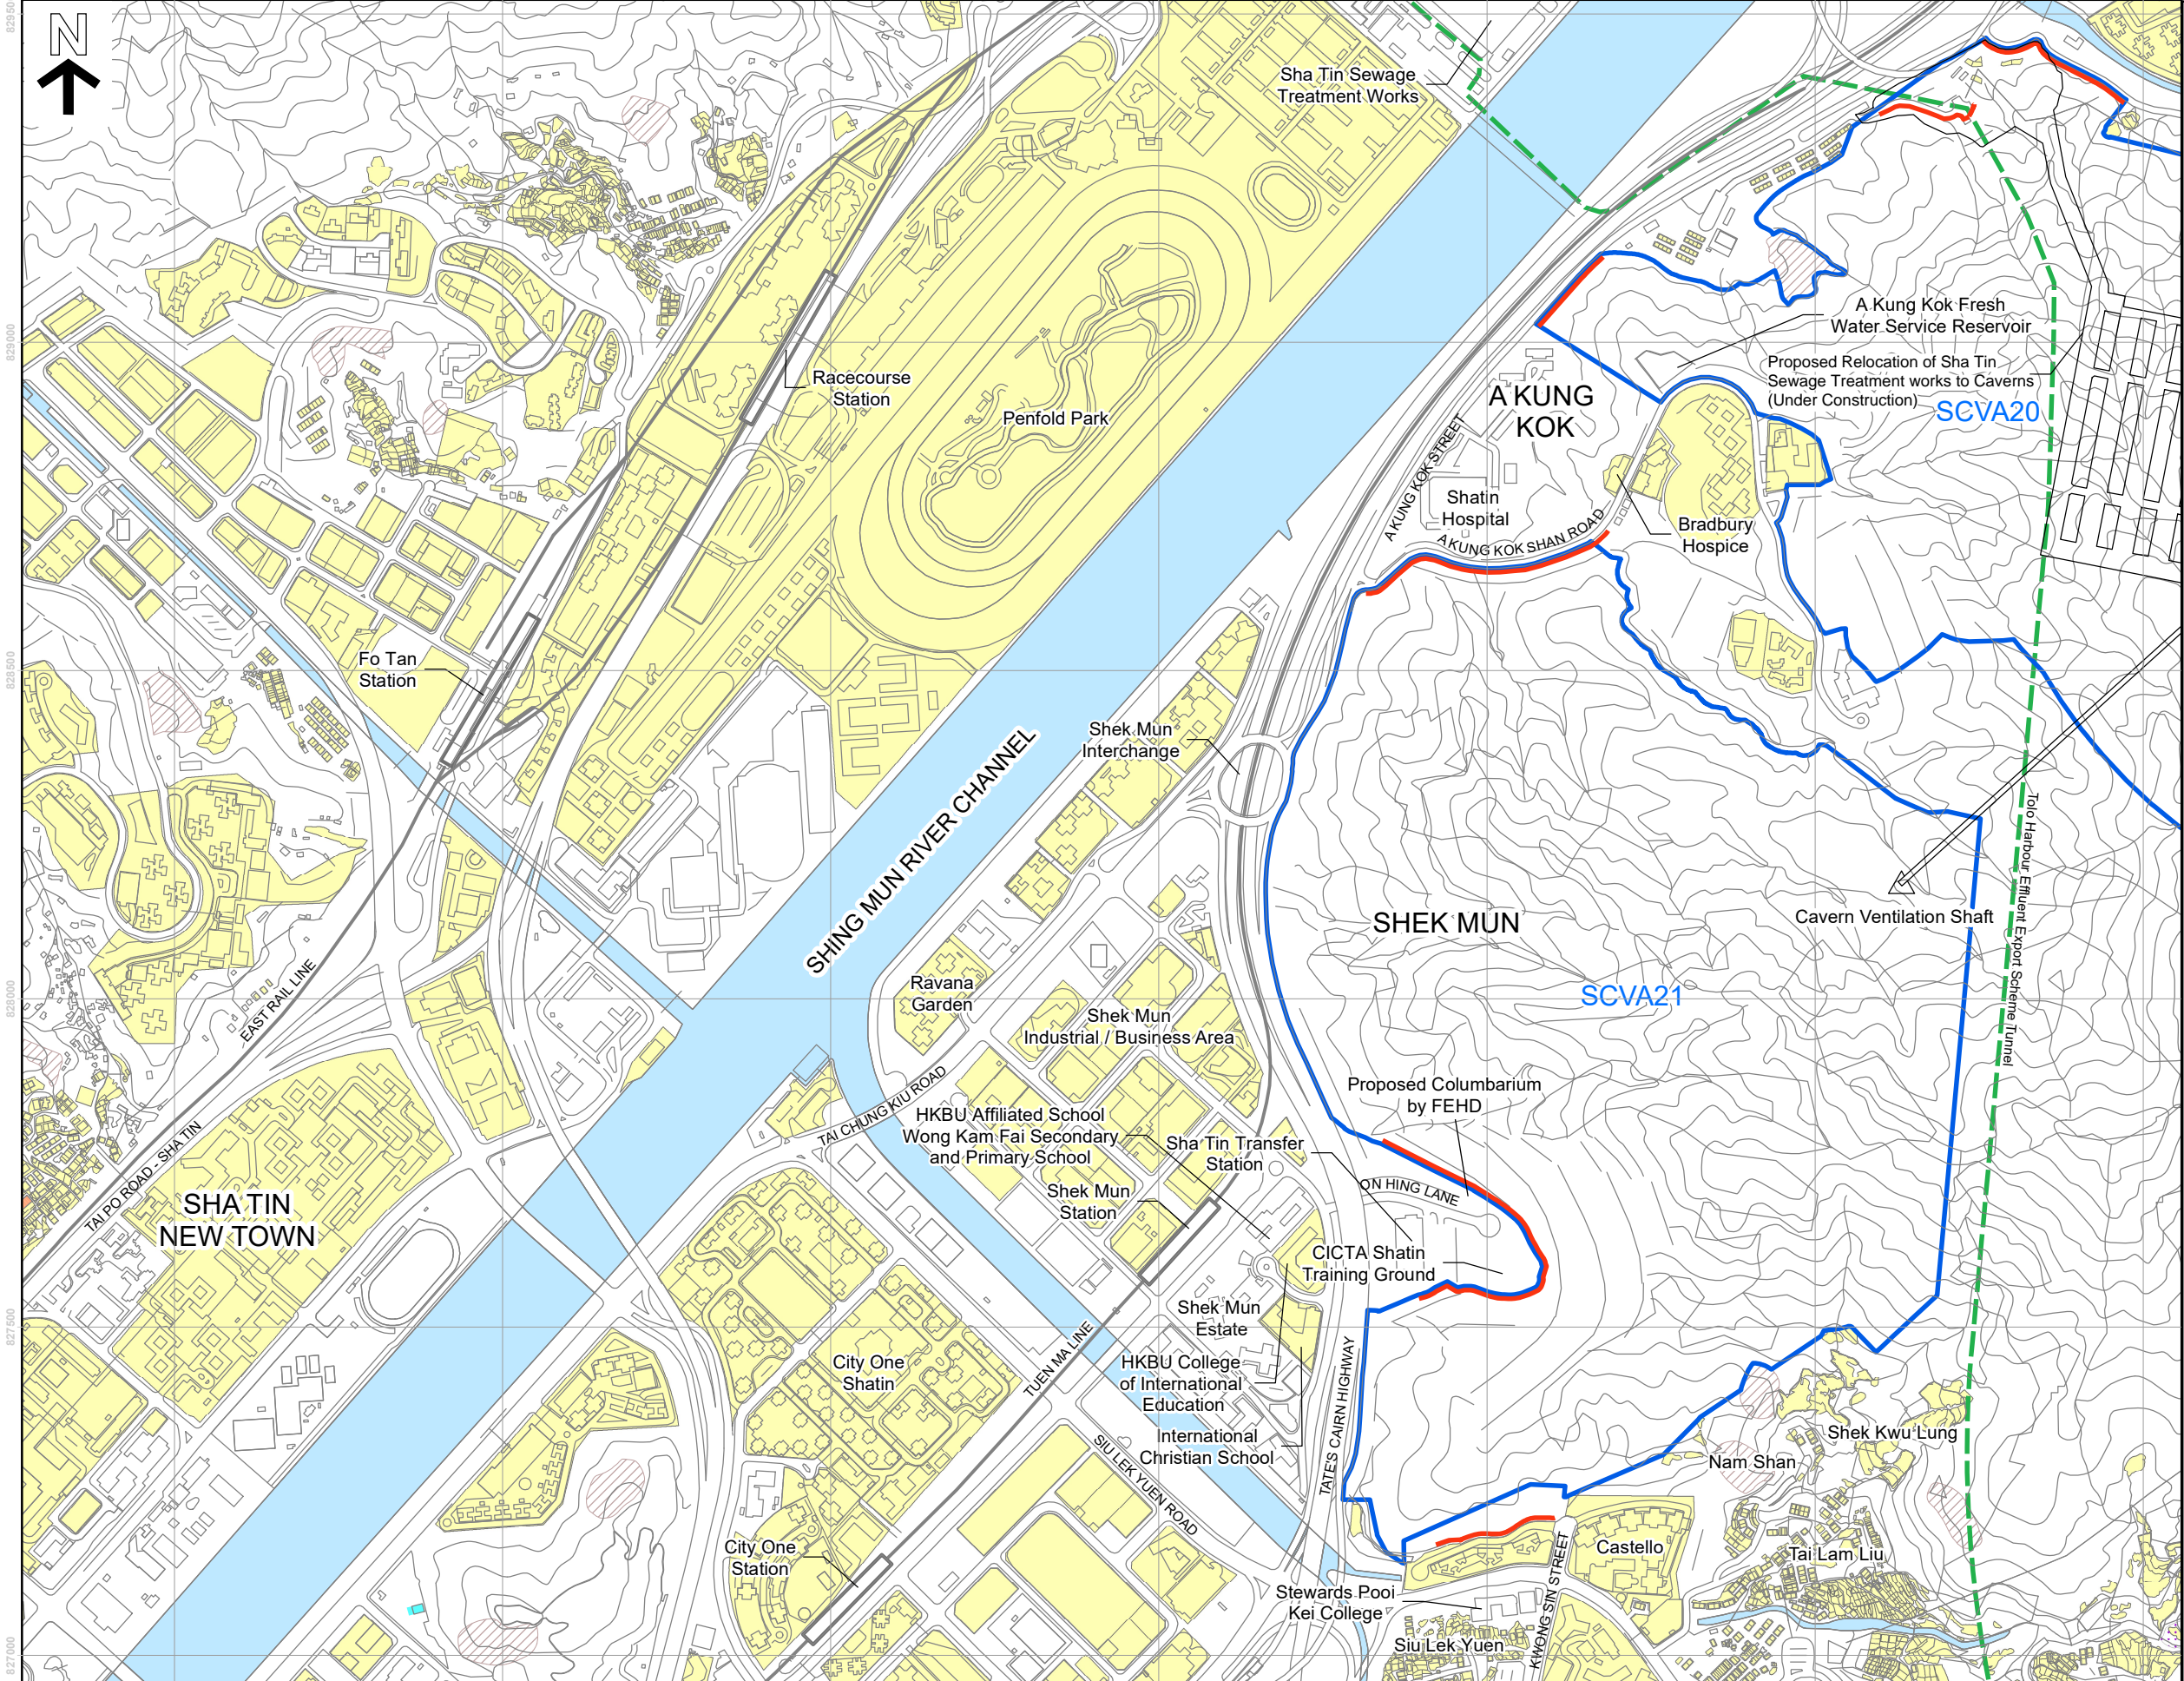 N
829500
829000
828500
828000
827500
827000
Sha Tin Sewage
Treatment Works
A Kung Kok Fresh
Water Service Reservoir
Proposed Relocation of Sha Tin
Sewage Treatment works to Caverns
(Under Construction)
SCVA20
Racecourse
Station
Penfold Park
A KUNG
KOK
A KUNG KOK STREET
Shatin
Hospital
A KUNG KOK SHAN ROAD
Bradbury
Hospice
Fo Tan
Station
Shek Mun
Interchange
SHING MUN RIVER CHANNEL
Tolo Harbour Effluent Export Scheme Tunnel
Cavern Ventilation Shaft
SHEK MUN
SCVA21
Ravana
Garden
Shek Mun
Industrial / Business Area
EAST RAIL LINE
TAI CHUNG KIU ROAD
Proposed Columbarium
by FEHD
HKBU Affiliated School
Wong Kam Fai Secondary
and Primary School
Sha Tin Transfer
Station
TAI PO ROAD - SHA TIN
SHA TIN
NEW TOWN
Shek Mun
Station
ON HING LANE
CICTA Shatin
Training Ground
Shek Mun
Estate
TUEN MA LINE
City One
Shatin
HKBU College
of International
Education
TATE'S CAIRN HIGHWAY
International
Christian School
SIU LEK YUEN ROAD
Shek Kwu Lung
Nam Shan
City One
Station
Castello
Tai Lam Liu
Stewards Pooi
Kei College
KWONG SIN STREET
Siu Lek Yuen